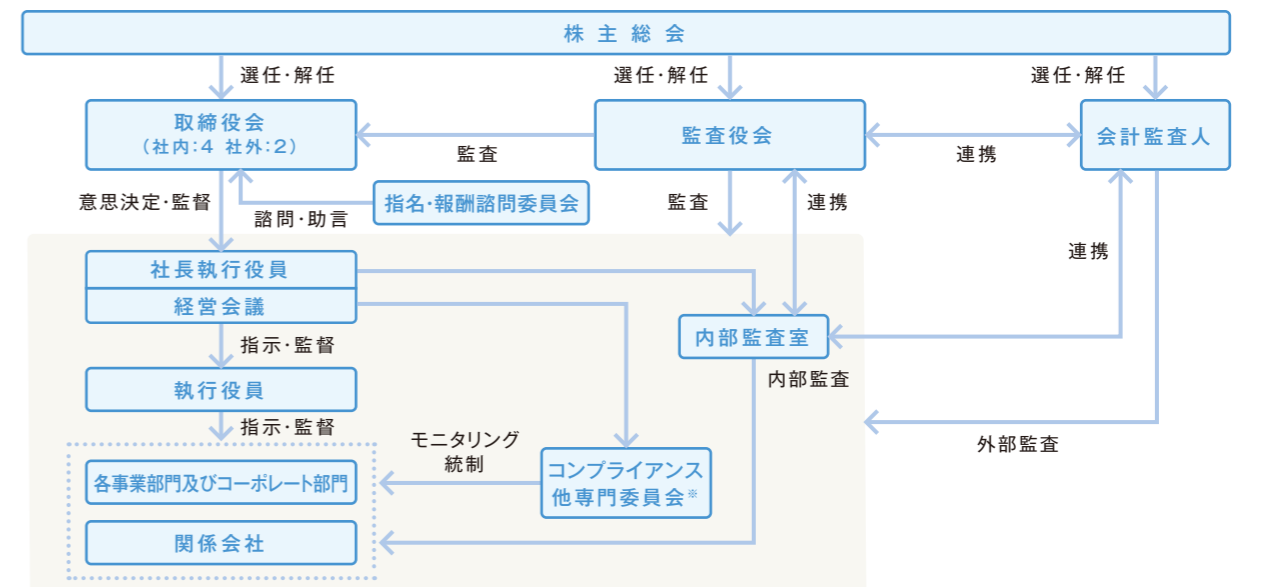 株主総会
選任・解任
選任・解任
選任・解任
取締役会
（社内：4 社外：2）
監査役会
会計監査人
監査
連携
意思決定・監督
諮問・助言
指名・報酬諮問委員会
監査
連携
連携
社長執行役員
経営会議
内部監査室
指示・監督
内部監査
執行役員
指示・監督
モニタリング
統制
外部監査
各事業部門及びコーポレート部門
コンプライアンス
他専門委員会※
関係会社